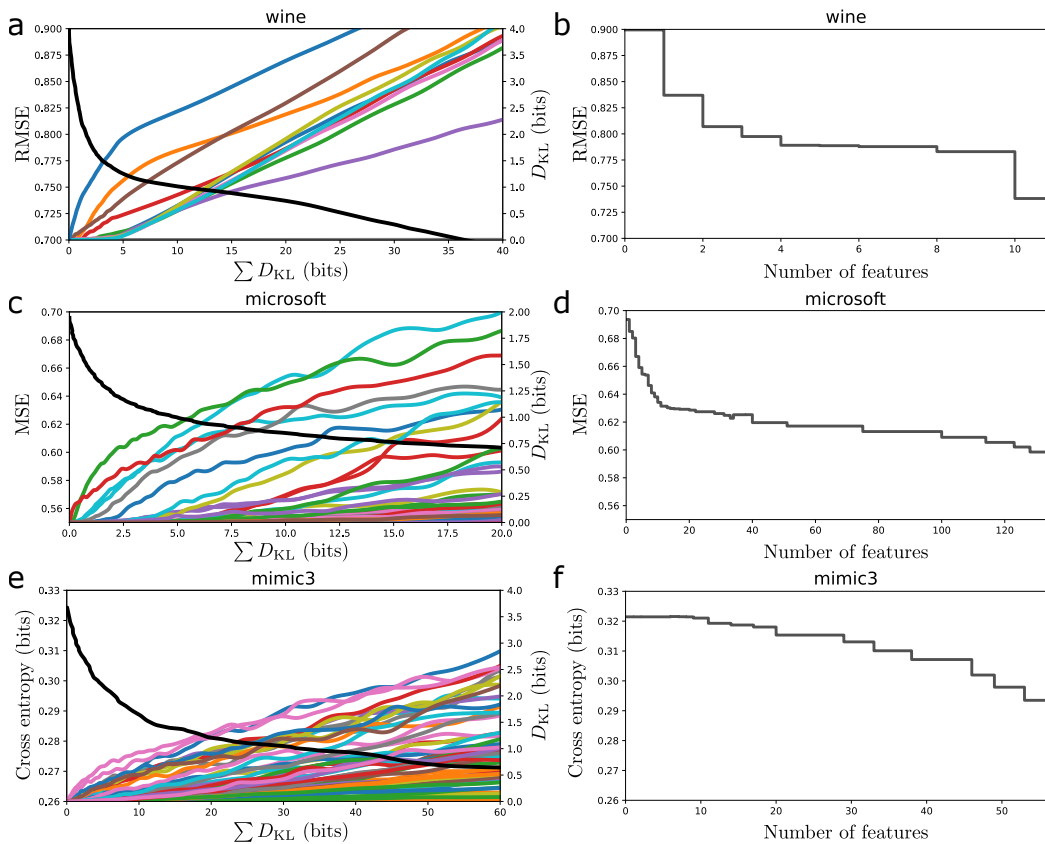 a
wine
RMSE
0.900
0.875
0.850
0.825
0.800
0.775
0.750
0.725
0.700
0 5 10 15 20 25 30 35 40
∑ D_KL (bits)
4.0
3.5
3.0
2.5
2.0
1.5
1.0
0.5
0.0
D_KL (bits)
b
wine
RMSE
0.900
0.875
0.850
0.825
0.800
0.775
0.750
0.725
0.700
0 2 4 6 8 10
Number of features
c
microsoft
MSE
0.70
0.68
0.66
0.64
0.62
0.60
0.58
0.56
0.0 2.5 5.0 7.5 10.0 12.5 15.0 17.5 20.0
∑ D_KL (bits)
2.00
1.75
1.50
1.25
1.00
0.75
0.50
0.25
0.00
D_KL (bits)
d
microsoft
MSE
0.70
0.68
0.66
0.64
0.62
0.60
0.58
0.56
0 20 40 60 80 100 120
Number of features
e
mimic3
Cross entropy (bits)
0.33
0.32
0.31
0.30
0.29
0.28
0.27
0.26
0 10 20 30 40 50 60
∑ D_KL (bits)
4.0
3.5
3.0
2.5
2.0
1.5
1.0
0.5
0.0
D_KL (bits)
f
mimic3
Cross entropy (bits)
0.33
0.32
0.31
0.30
0.29
0.28
0.27
0.26
0 10 20 30 40 50
Number of features